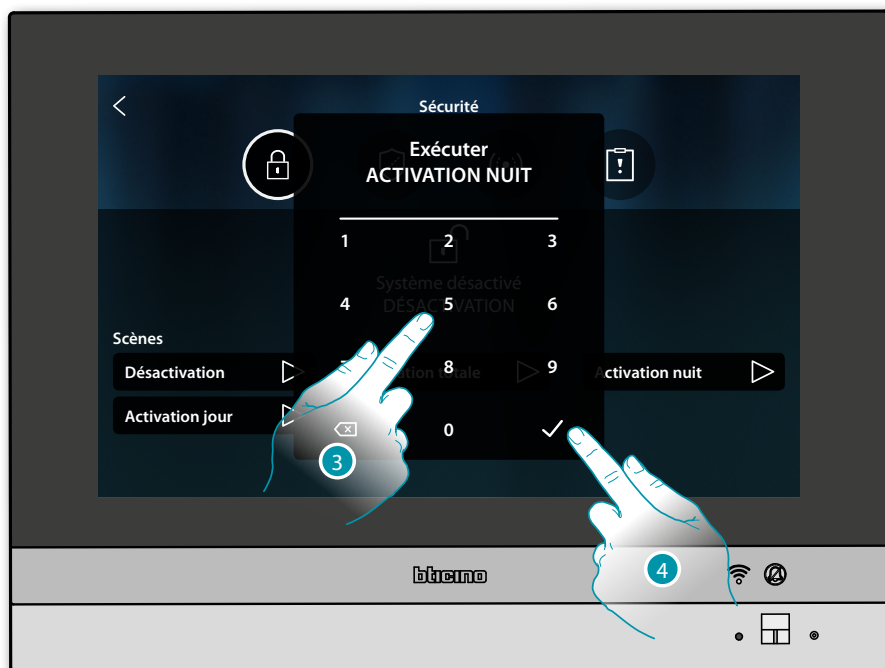 Sécurité
Exécuter
ACTIVATION NUIT
1 2 3
Système désactivé
DÉSACTIVATION
4 5 6
Scènes
Désactivation
8 9
Activation nuit
Activation jour
0
3
4
bticino